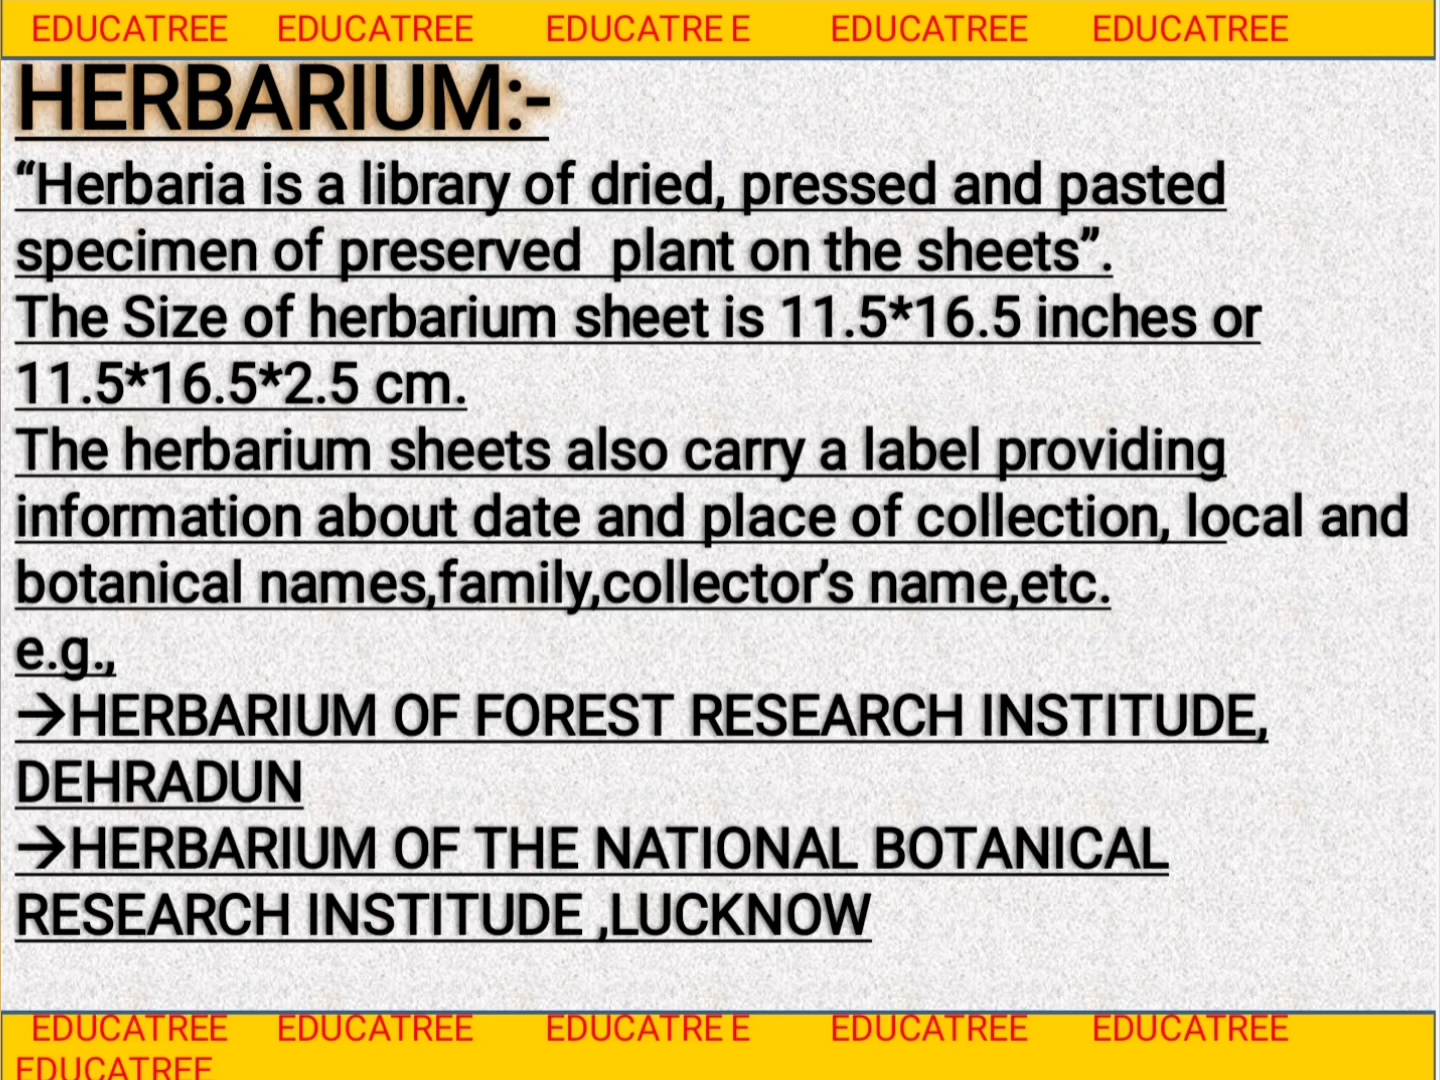 EDUCATREE EDUCATREE EDUCATRE E EDUCATREE EDUCATREE
HERBARIUM:-
“Herbaria is a library of dried, pressed and pasted
specimen of preserved plant on the sheets”.
The Size of herbarium sheet is 11.5*16.5 inches or
11.5*16.5*2.5 cm.
The herbarium sheets also carry a label providing
information about date and place of collection, local and
botanical names,family,collector’s name,etc.
e.g.,
→HERBARIUM OF FOREST RESEARCH INSTITUDE,
DEHRADUN
→HERBARIUM OF THE NATIONAL BOTANICAL
RESEARCH INSTITUDE ,LUCKNOW
EDUCATREE EDUCATREE EDUCATRE E EDUCATREE EDUCATREE
EDUCATREE